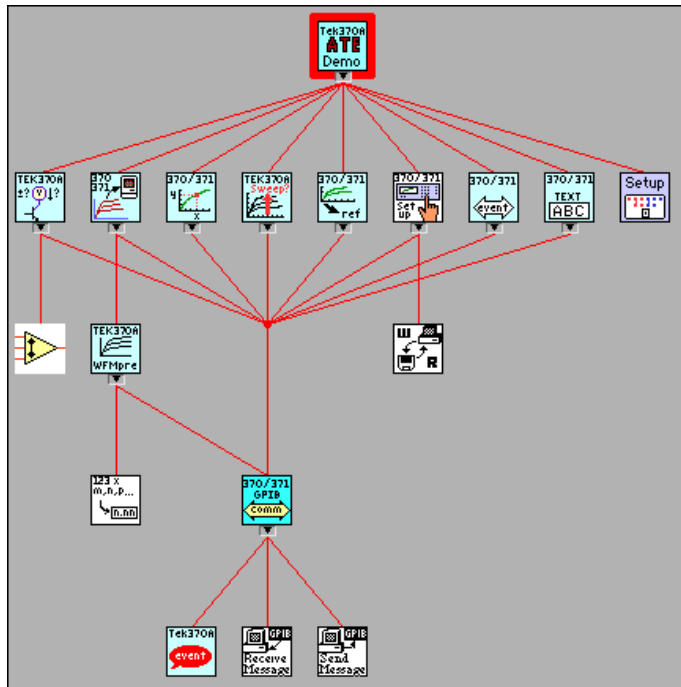 Tek370A
ATE
Demo
TEK370A
±? V ↓?
370
371
370/371
y
x
TEK370A
Sweep?
370/371
ref
370/371
Set
up
370/371
event
370/371
TEXT
ABC
Setup
TEK370A
WFMpre
W
R
123 x
m,n,p...
n.nn
370/371
GPIB
comm
Tek370A
event
GPIB
Receive
Message
GPIB
Send
Message